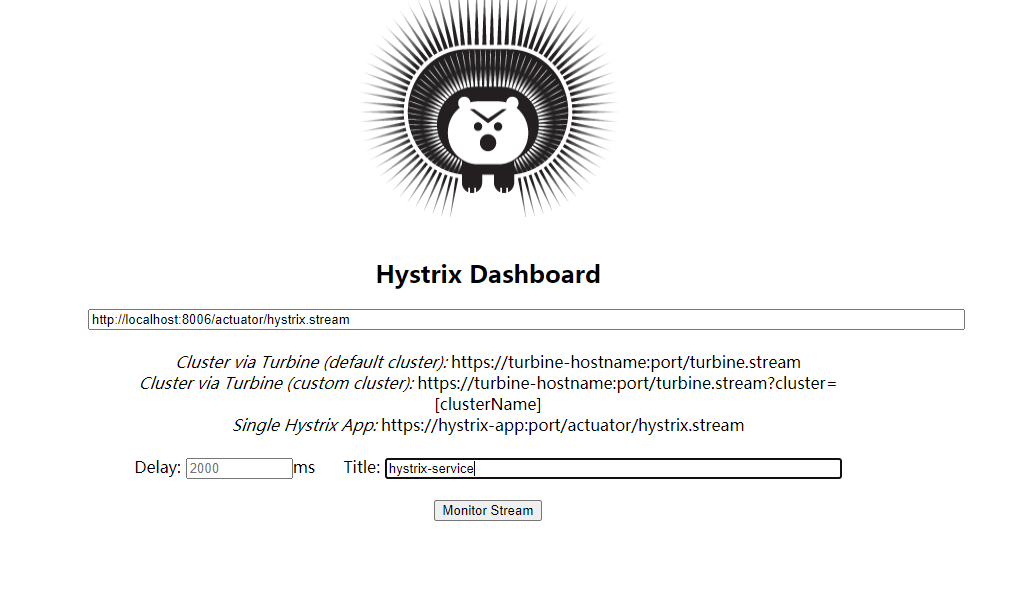 Hystrix Dashboard
http://localhost:8006/actuator/hystrix.stream
Cluster via Turbine (default cluster): https://turbine-hostname:port/turbine.stream
Cluster via Turbine (custom cluster): https://turbine-hostname:port/turbine.stream?cluster=
[clusterName]
Single Hystrix App: https://hystrix-app:port/actuator/hystrix.stream
Delay: 2000 ms Title: hystrix-service
Monitor Stream